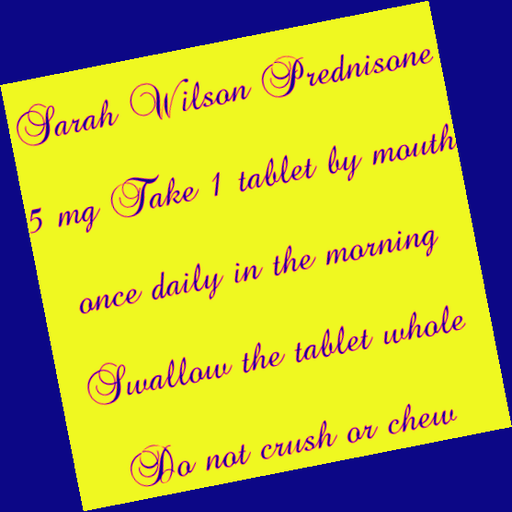 Sarah Wilson Prednisone
5 mg Take 1 tablet by mouth
once daily in the morning
Swallow the tablet whole
Do not crush or chew